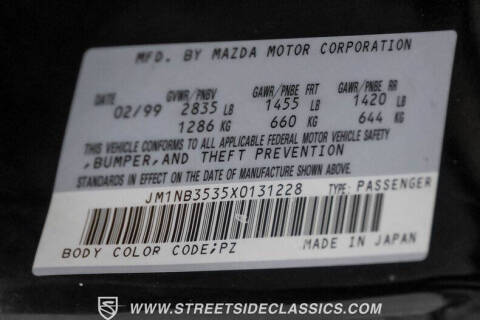 MFD. BY MAZDA MOTOR CORPORATION
DATE GVWR/PNBV GAWR/PNBE FRT GAWR/PNBE RR
02/99 2835 LB 1455 LB 1420 LB
1286 KG 660 KG 644 KG
THIS VEHICLE CONFORMS TO ALL APPLICABLE FEDERAL MOTOR VEHICLE SAFETY
,BUMPER,AND THEFT PREVENTION
STANDARDS IN EFFECT ON THE DATE OF MANUFACTURE SHOWN ABOVE.
JM1NB3535X0131228 TYPE: PASSENGER
BODY COLOR CODE;PZ MADE IN JAPAN
WWW.STREETSIDECLASSICS.COM